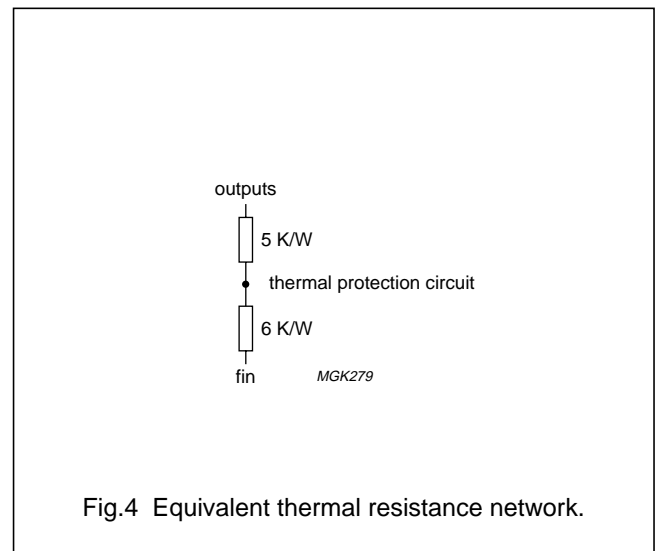 outputs
5 K/W
thermal protection circuit
6 K/W
fin MGK279
Fig.4 Equivalent thermal resistance network.